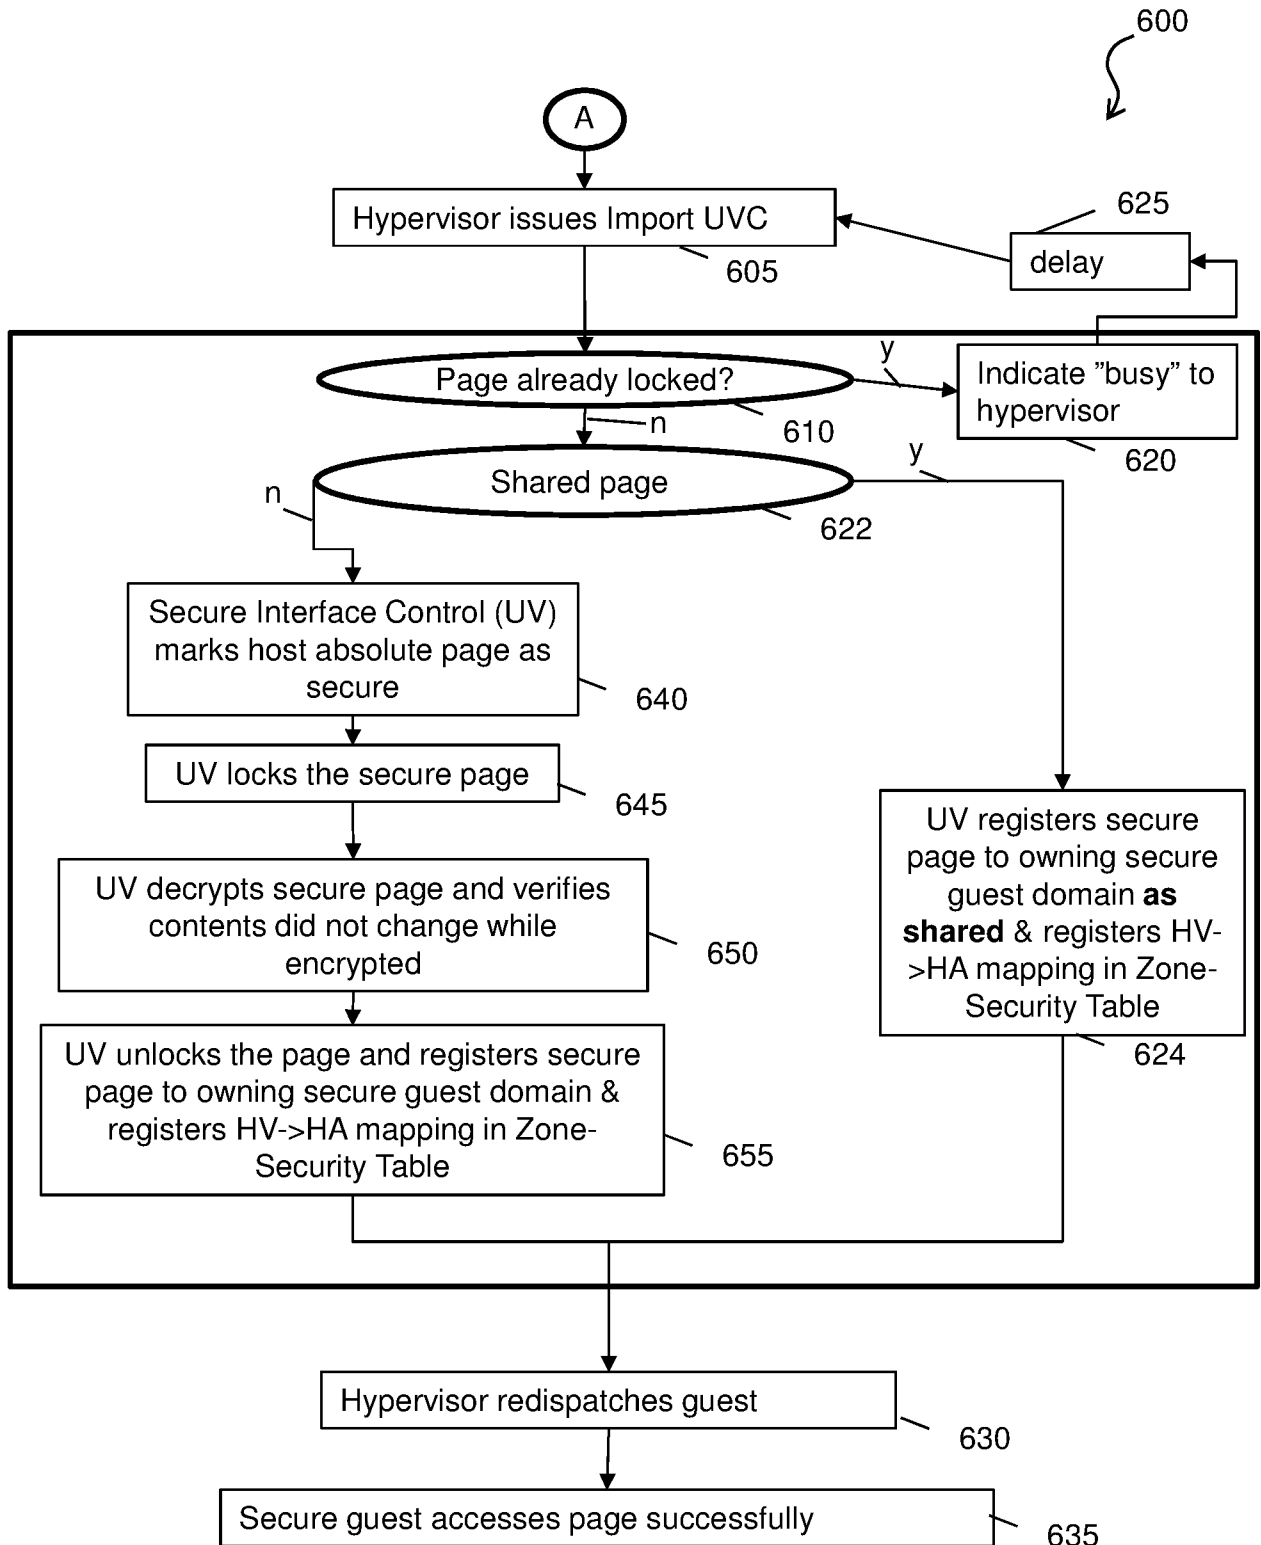 600
A
Hypervisor issues Import UVC
605
625
delay
Page already locked?
610
y
n
Indicate ”busy” to
hypervisor
620
Shared page
622
y
n
Secure Interface Control (UV)
marks host absolute page as
secure
640
UV locks the secure page
645
UV decrypts secure page and verifies
contents did not change while
encrypted
650
UV unlocks the page and registers secure
page to owning secure guest domain &
registers HV->HA mapping in Zone-
Security Table
655
UV registers secure
page to owning secure
guest domain as
shared & registers HV-
>HA mapping in Zone-
Security Table
624
Hypervisor redispatches guest
630
Secure guest accesses page successfully
635